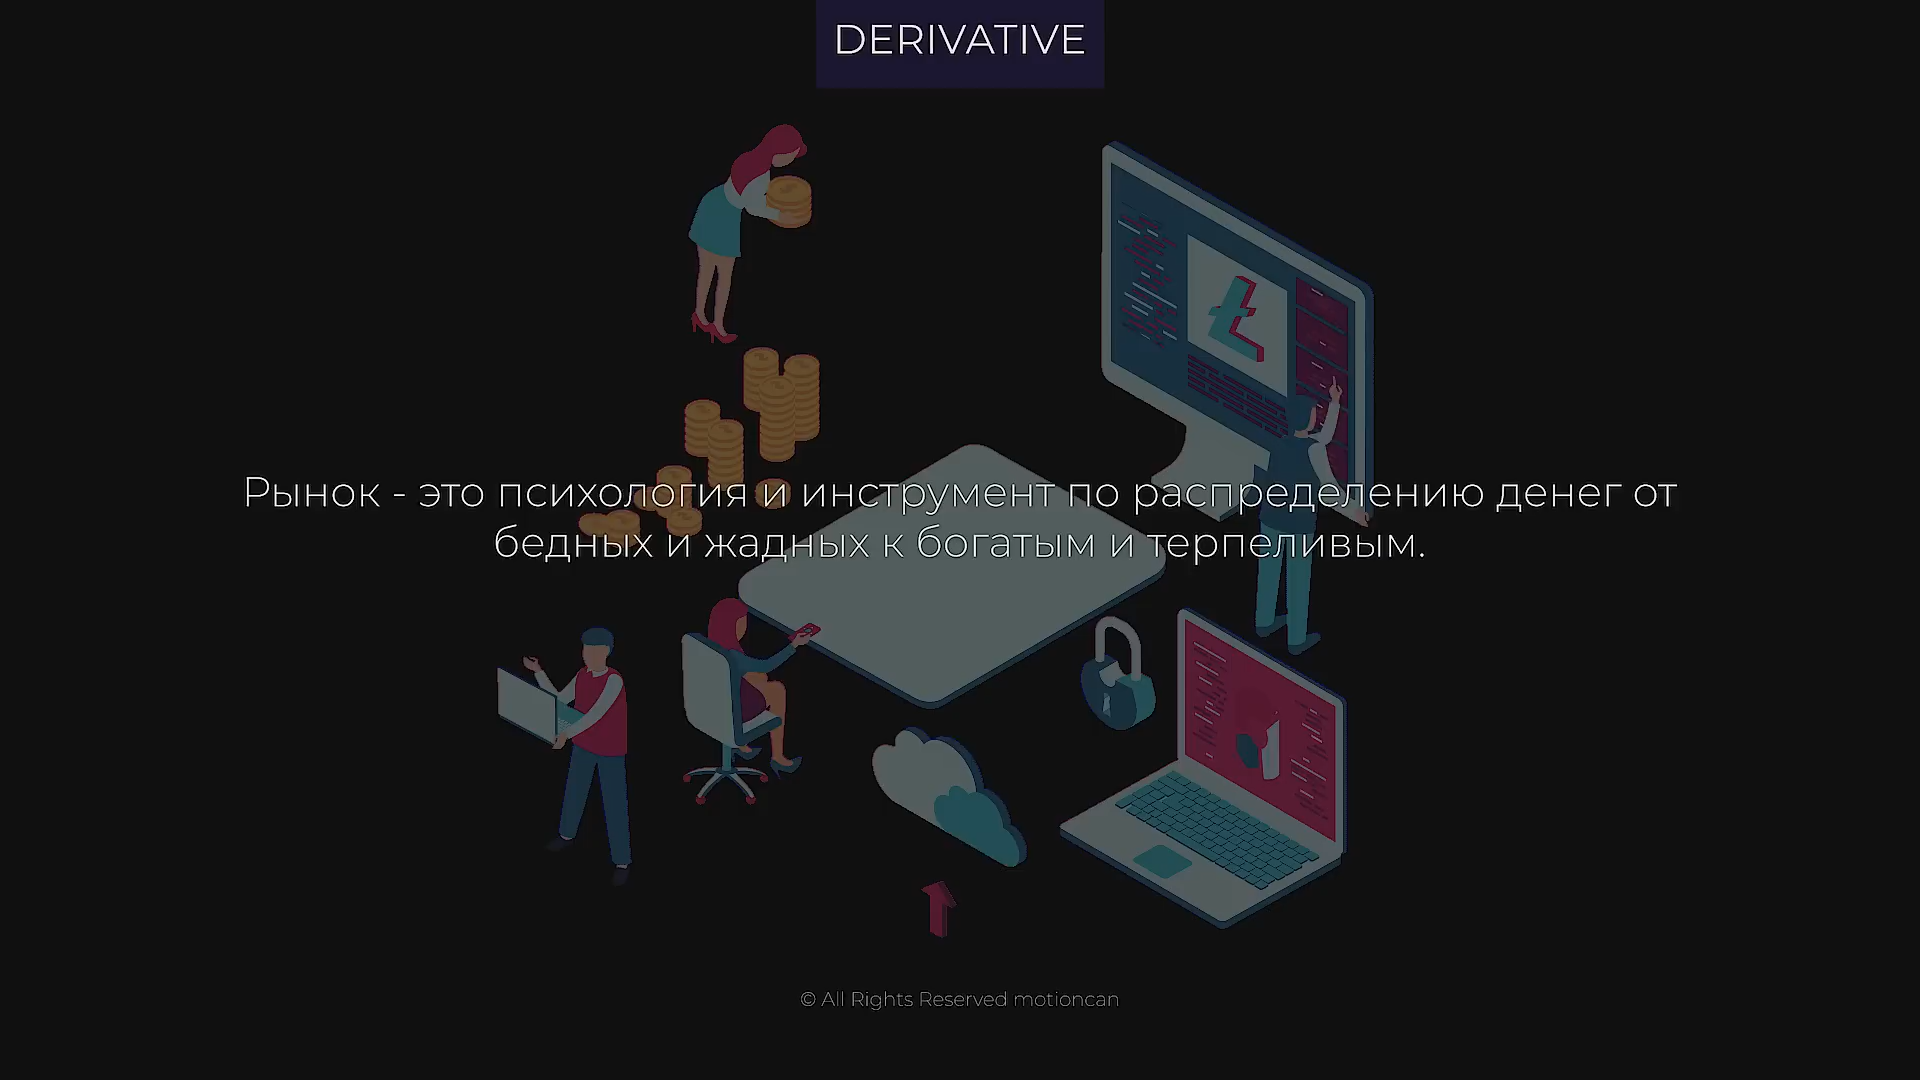 DERIVATIVE
Рынок - это психология и инструмент по распределению денег от
бедных и жадных к богатым и терпеливым.
© All Rights Reserved motioncan